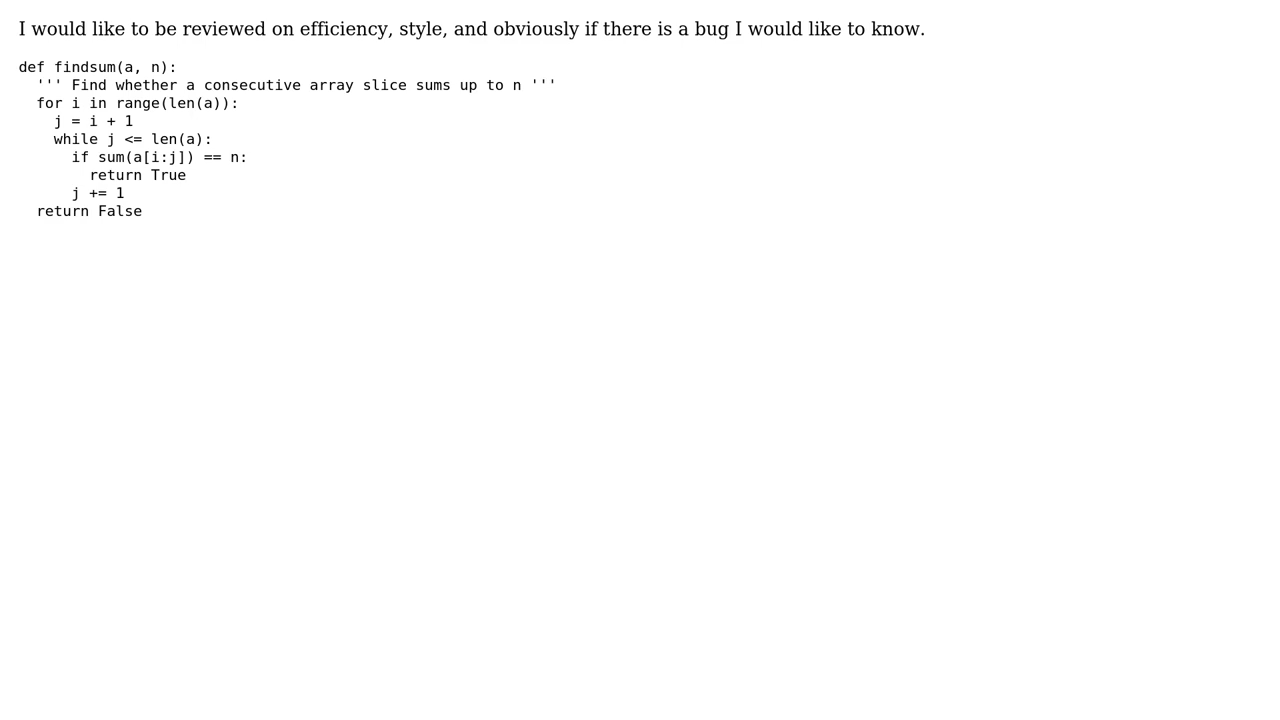 I would like to be reviewed on efficiency, style, and obviously if there is a bug I would like to know.
def findsum(a, n):
  ''' Find whether a consecutive array slice sums up to n '''
  for i in range(len(a)):
    j = i + 1
    while j <= len(a):
      if sum(a[i:j]) == n:
        return True
      j += 1
  return False